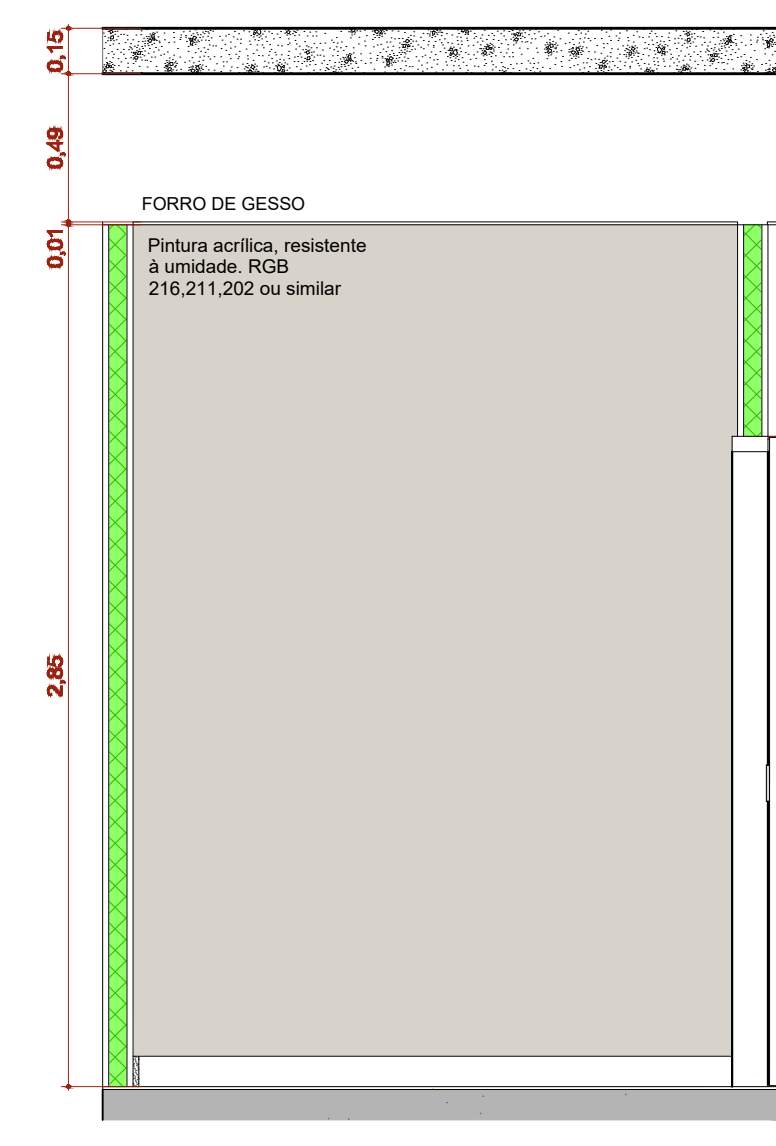 0,15
0,49
FORRO DE GESSO
0,01
Pintura acrílica, resistente
à umidade. RGB
216,211,202 ou similar
2,85